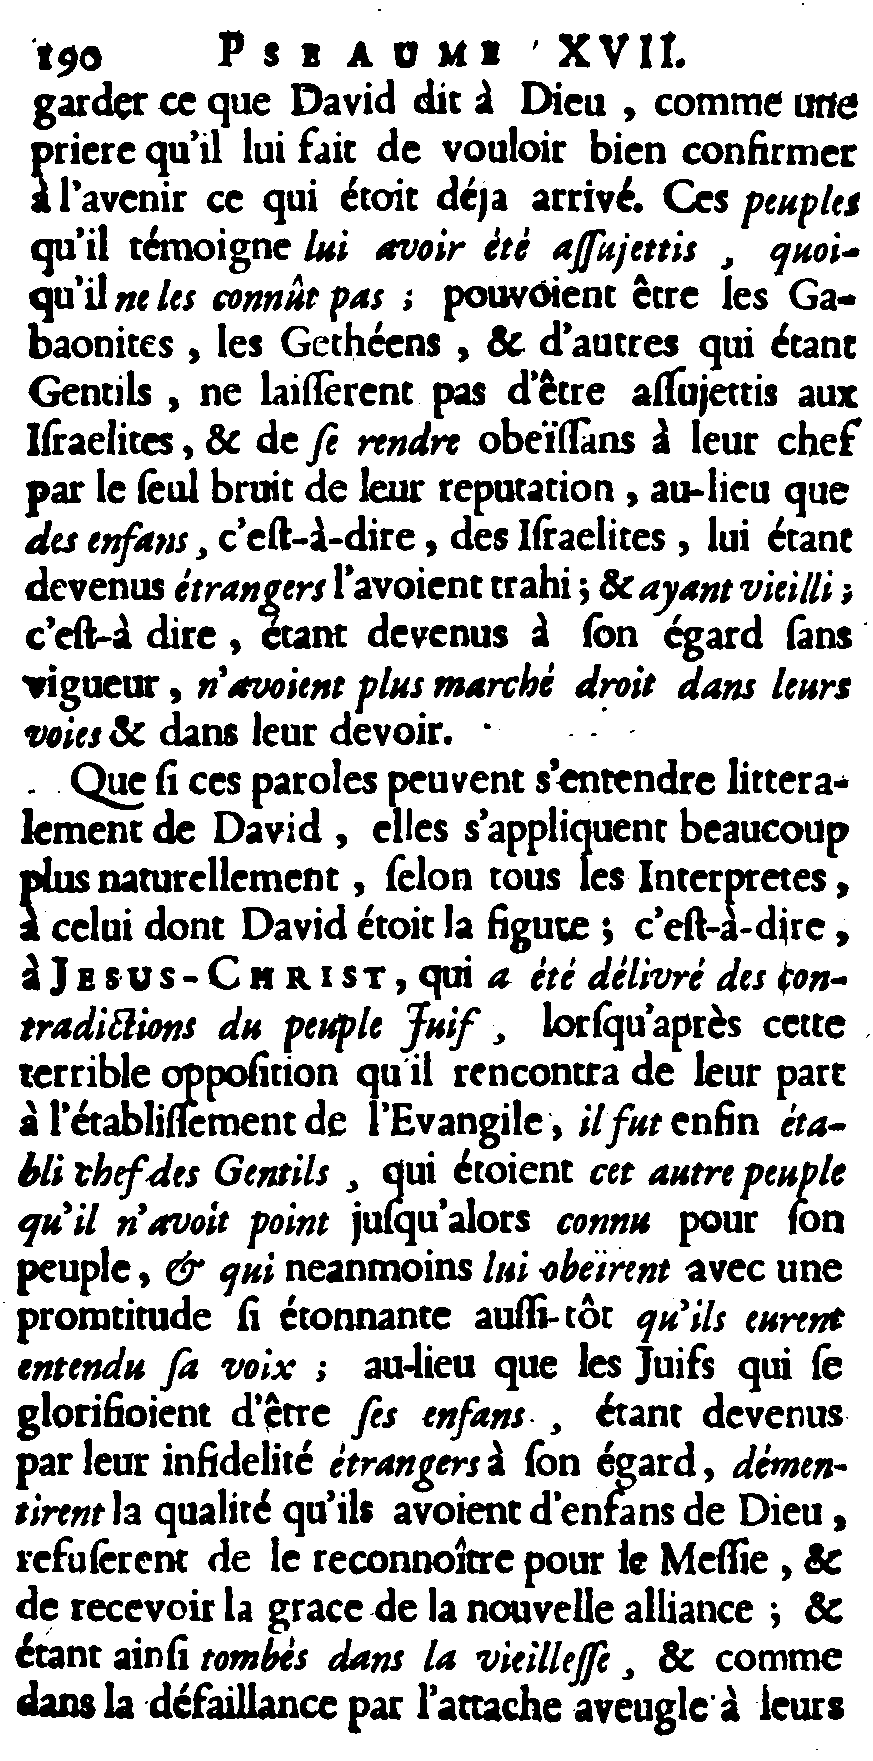 190 PSEAUME XVII.
garder ce que David dit à Dieu, comme une
priere qu'il lui fait de vouloir bien confirmer
à l'avenir ce qui étoit déja arrivé. Ces peuples
qu'il témoigne lui avoir été aſſujettis, quoi-
qu'il ne les connût pas; pouvoient être les Ga-
baonites, les Gethéens, & d'autres qui étant
Gentils, ne laiſſerent pas d'être aſſujettis aux
Iſraelites, & de ſe rendre obeïſſans à leur chef
par le ſeul bruit de leur reputation, au-lieu que
des enfans, c'eſt-à-dire, des Iſraelites, lui étant
devenus étrangers l'avoient trahi; & ayant vieilli;
c'eſt-à dire, étant devenus à ſon égard ſans
vigueur, n'avoient plus marché droit dans leurs
voies & dans leur devoir.
Que ſi ces paroles peuvent s'entendre littera-
lement de David, elles s'appliquent beaucoup
plus naturellement, ſelon tous les Interpretes,
à celui dont David étoit la figure; c'eſt-à-dire,
à JESUS-CHRIST, qui a été délivré des con-
tradictions du peuple Juif, lorſqu'après cette
terrible oppoſition qu'il rencontra de leur part
à l'établiſſement de l'Evangile, il fut enfin éta-
bli chef des Gentils, qui étoient cet autre peuple
qu'il n'avoit point juſqu'alors connu pour ſon
peuple, & qui neanmoins lui obeïrent avec une
promtitude ſi étonnante auſſi-tôt qu'ils eurent
entendu ſa voix; au-lieu que les Juifs qui ſe
glorifioient d'être ſes enfans, étant devenus
par leur infidelité étrangers à ſon égard, démen-
tirent la qualité qu'ils avoient d'enfans de Dieu,
refuſerent de le reconnoître pour le Meſſie, &
de recevoir la grace de la nouvelle alliance; &
étant ainſi tombés dans la vieilleſſe, & comme
dans la défaillance par l'attache aveugle à leurs